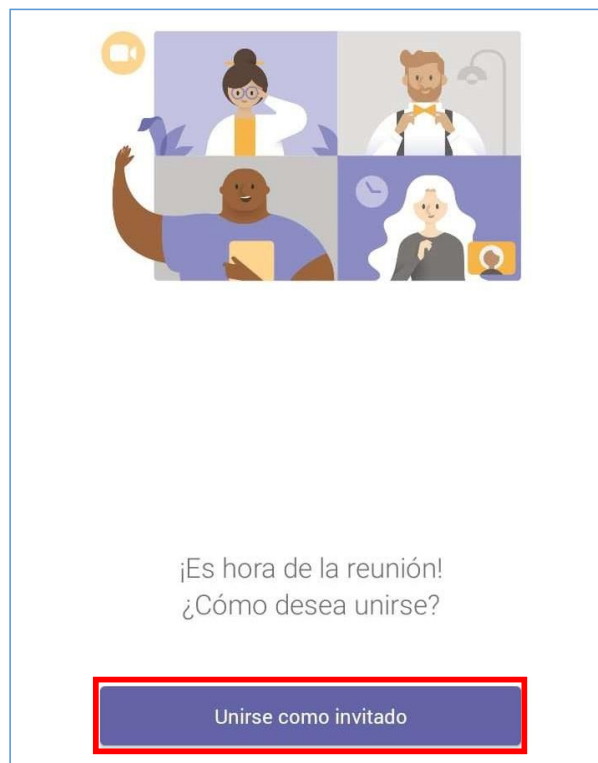 ¡Es hora de la reunión!
¿Cómo desea unirse?
Unirse como invitado